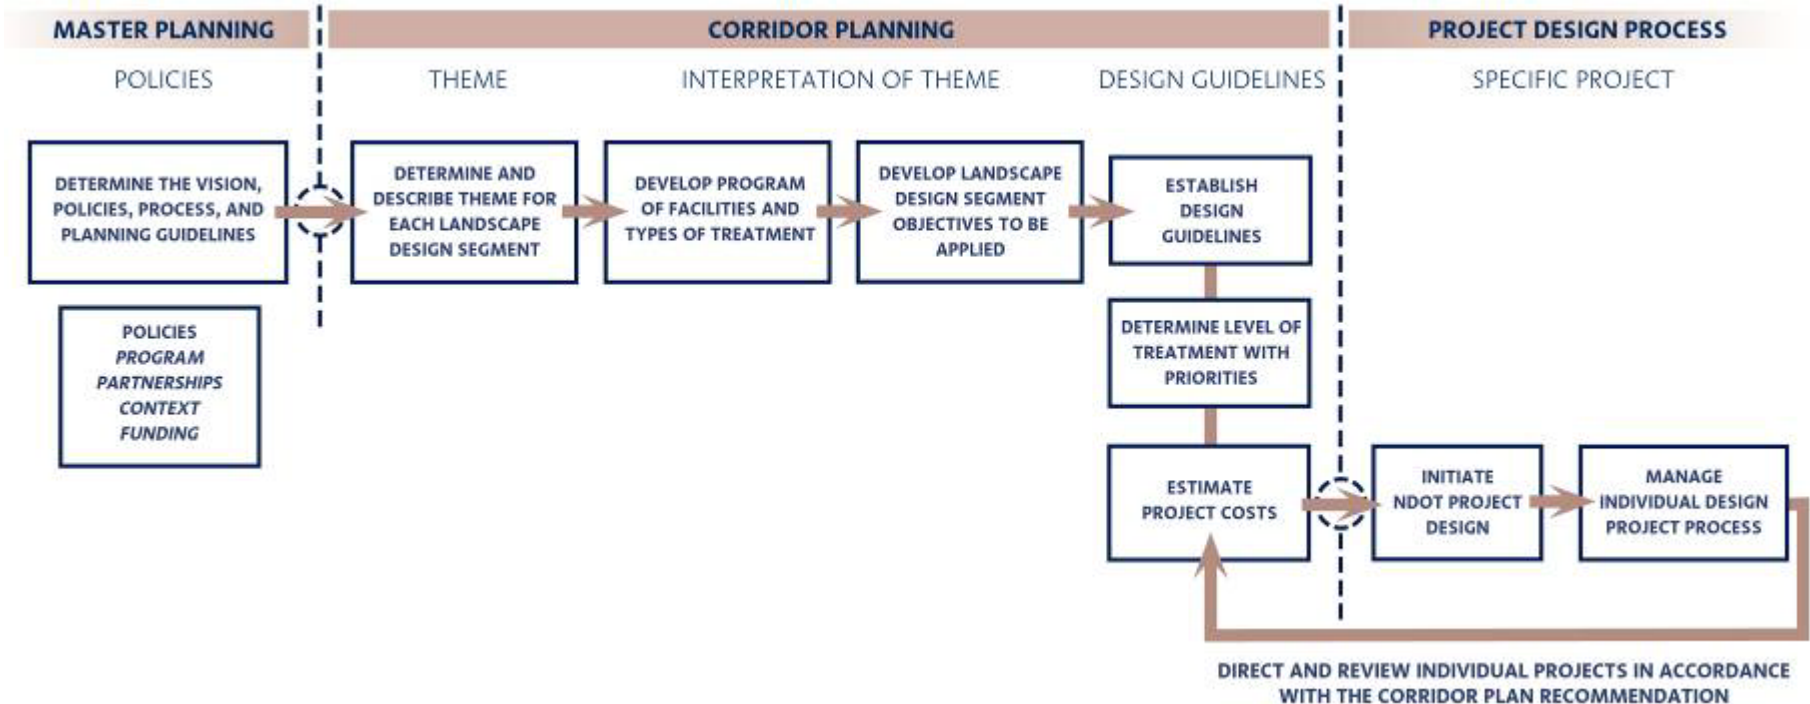 MASTER PLANNING
CORRIDOR PLANNING
PROJECT DESIGN PROCESS
POLICIES
THEME
INTERPRETATION OF THEME
DESIGN GUIDELINES
SPECIFIC PROJECT
DETERMINE THE VISION,
POLICIES, PROCESS, AND
PLANNING GUIDELINES
DETERMINE AND
DESCRIBE THEME FOR
EACH LANDSCAPE
DESIGN SEGMENT
DEVELOP PROGRAM
OF FACILITIES AND
TYPES OF TREATMENT
DEVELOP LANDSCAPE
DESIGN SEGMENT
OBJECTIVES TO BE
APPLIED
ESTABLISH
DESIGN
GUIDELINES
POLICIES
PROGRAM
PARTNERSHIPS
CONTEXT
FUNDING
DETERMINE LEVEL OF
TREATMENT WITH
PRIORITIES
ESTIMATE
PROJECT COSTS
INITIATE
NDOT PROJECT
DESIGN
MANAGE
INDIVIDUAL DESIGN
PROJECT PROCESS
DIRECT AND REVIEW INDIVIDUAL PROJECTS IN ACCORDANCE
WITH THE CORRIDOR PLAN RECOMMENDATION